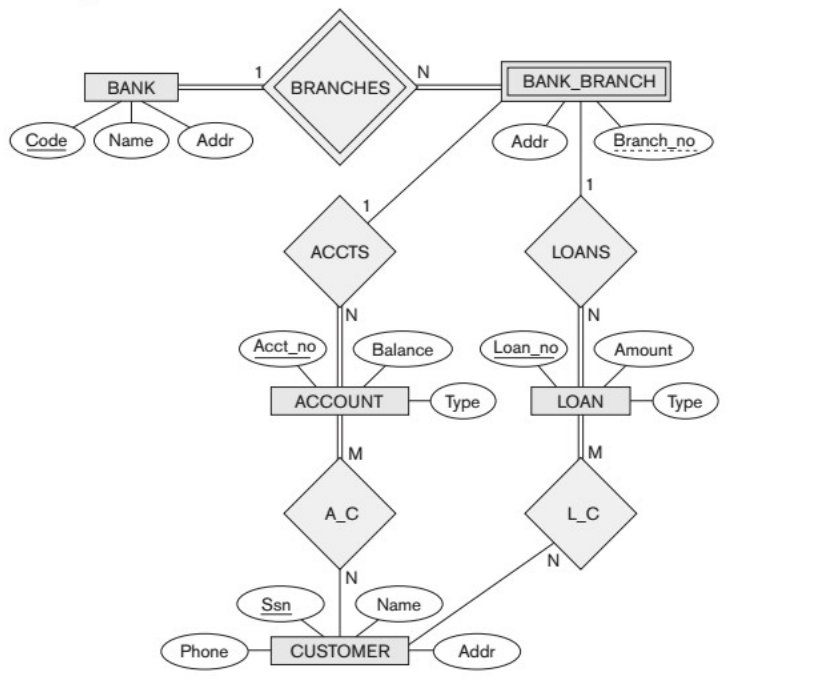 1
N
BANK
BRANCHES
BANK_BRANCH
Code
Name
Addr
Addr
Branch_no
1
1
ACCTS
LOANS
N
N
Acct_no
Balance
Loan_no
Amount
ACCOUNT
Type
LOAN
Type
M
M
A_C
L_C
N
N
Ssn
Name
Phone
CUSTOMER
Addr